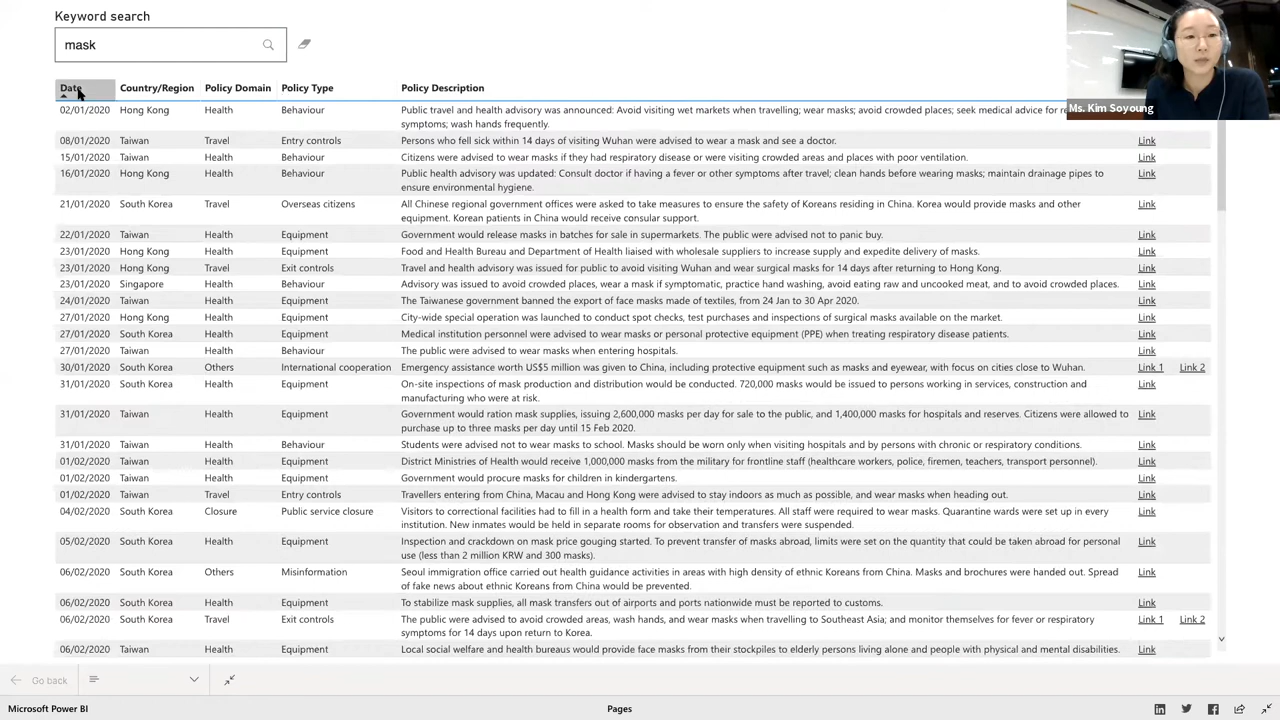 Keyword search
mask
Date Country/Region Policy Domain Policy Type Policy Description
Ms. Kim Soyoung
02/01/2020 Hong Kong Health Behaviour Public travel and health advisory was announced: Avoid visiting wet markets when travelling; wear masks; avoid crowded places; seek medical advice for re
symptoms; wash hands frequently.
08/01/2020 Taiwan Travel Entry controls Persons who fell sick within 14 days of visiting Wuhan were advised to wear a mask and see a doctor. Link
15/01/2020 Taiwan Health Behaviour Citizens were advised to wear masks if they had respiratory disease or were visiting crowded areas and places with poor ventilation. Link
16/01/2020 Hong Kong Health Behaviour Public health advisory was updated: Consult doctor if having a fever or other symptoms after travel; clean hands before wearing masks; maintain drainage pipes to Link
ensure environmental hygiene.
21/01/2020 South Korea Travel Overseas citizens All Chinese regional government offices were asked to take measures to ensure the safety of Koreans residing in China. Korea would provide masks and other Link
equipment. Korean patients in China would receive consular support.
22/01/2020 Taiwan Health Equipment Government would release masks in batches for sale in supermarkets. The public were advised not to panic buy. Link
23/01/2020 Hong Kong Health Equipment Food and Health Bureau and Department of Health liaised with wholesale suppliers to increase supply and expedite delivery of masks. Link
23/01/2020 Hong Kong Travel Exit controls Travel and health advisory was issued for public to avoid visiting Wuhan and wear surgical masks for 14 days after returning to Hong Kong. Link
23/01/2020 Singapore Health Behaviour Advisory was issued to avoid crowded places, wear a mask if symptomatic, practice hand washing, avoid eating raw and uncooked meat, and to avoid crowded places. Link
24/01/2020 Taiwan Health Equipment The Taiwanese government banned the export of face masks made of textiles, from 24 Jan to 30 Apr 2020. Link
27/01/2020 Hong Kong Health Equipment City-wide special operation was launched to conduct spot checks, test purchases and inspections of surgical masks available on the market. Link
27/01/2020 South Korea Health Equipment Medical institution personnel were advised to wear masks or personal protective equipment (PPE) when treating respiratory disease patients. Link
27/01/2020 Taiwan Health Behaviour The public were advised to wear masks when entering hospitals. Link
30/01/2020 South Korea Others International cooperation Emergency assistance worth US$5 million was given to China, including protective equipment such as masks and eyewear, with focus on cities close to Wuhan. Link 1 Link 2
31/01/2020 South Korea Health Equipment On-site inspections of mask production and distribution would be conducted. 720,000 masks would be issued to persons working in services, construction and Link
manufacturing who were at risk.
31/01/2020 Taiwan Health Equipment Government would ration mask supplies, issuing 2,600,000 masks per day for sale to the public, and 1,400,000 masks for hospitals and reserves. Citizens were allowed to Link
purchase up to three masks per day until 15 Feb 2020.
31/01/2020 Taiwan Health Behaviour Students were advised not to wear masks to school. Masks should be worn only when visiting hospitals and by persons with chronic or respiratory conditions. Link
01/02/2020 Taiwan Health Equipment District Ministries of Health would receive 1,000,000 masks from the military for frontline staff (healthcare workers, police, firemen, teachers, transport personnel). Link
01/02/2020 Taiwan Health Equipment Government would procure masks for children in kindergartens. Link
01/02/2020 Taiwan Travel Entry controls Travellers entering from China, Macau and Hong Kong were advised to stay indoors as much as possible, and wear masks when heading out. Link
04/02/2020 South Korea Closure Public service closure Visitors to correctional facilities had to fill in a health form and take their temperatures. All staff were required to wear masks. Quarantine wards were set up in every Link
institution. New inmates would be held in separate rooms for observation and transfers were suspended.
05/02/2020 South Korea Health Equipment Inspection and crackdown on mask price gouging started. To prevent transfer of masks abroad, limits were set on the quantity that could be taken abroad for personal Link
use (less than 2 million KRW and 300 masks).
06/02/2020 South Korea Others Misinformation Seoul immigration office carried out health guidance activities in areas with high density of ethnic Koreans from China. Masks and brochures were handed out. Spread Link
of fake news about ethnic Koreans from China would be prevented.
06/02/2020 South Korea Health Equipment To stabilize mask supplies, all mask transfers out of airports and ports nationwide must be reported to customs. Link
06/02/2020 South Korea Travel Exit controls The public were advised to avoid crowded areas, wash hands, and wear masks when travelling to Southeast Asia; and monitor themselves for fever or respiratory Link 1 Link 2
symptoms for 14 days upon return to Korea.
06/02/2020 Taiwan Health Equipment Local social welfare and health bureaus would provide face masks from their stockpiles to elderly persons living alone and people with physical and mental disabilities. Link
Go back
Microsoft Power BI Pages